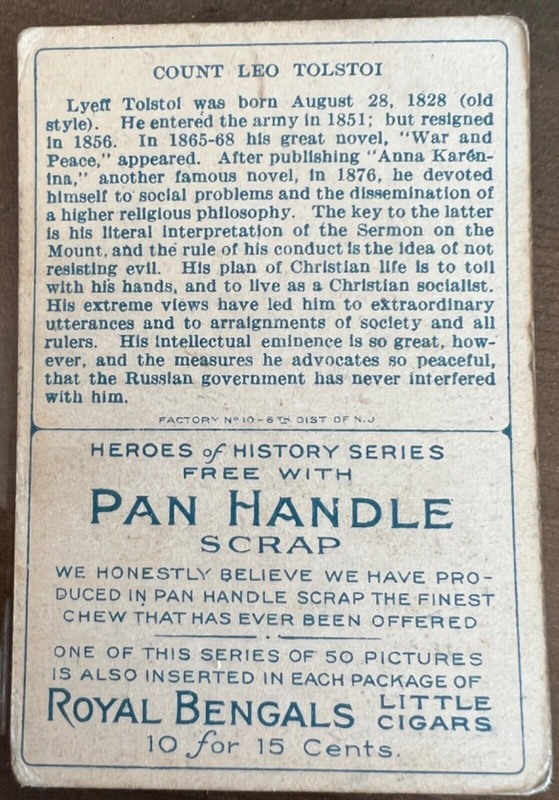 COUNT LEO TOLSTOI
Lyeff Tolstoi was born August 28, 1828 (old
style). He entered the army in 1851; but resigned
in 1856. In 1865-68 his great novel, "War and
Peace," appeared. After publishing "Anna Karén-
ina," another famous novel, in 1876, he devoted
himself to social problems and the dissemination of
a higher religious philosophy. The key to the latter
is his literal interpretation of the Sermon on the
Mount, and the rule of his conduct is the idea of not
resisting evil. His plan of Christian life is to toil
with his hands, and to live as a Christian socialist.
His extreme views have led him to extraordinary
utterances and to arraignments of society and all
rulers. His intellectual eminence is so great, how-
ever, and the measures he advocates so peaceful,
that the Russian government has never interfered
with him.
FACTORY Nº 10-6TH DIST OF N.J
HEROES of HISTORY SERIES
FREE WITH
PAN HANDLE
SCRAP
WE HONESTLY BELIEVE WE HAVE PRO-
DUCED IN PAN HANDLE SCRAP THE FINEST
CHEW THAT HAS EVER BEEN OFFERED
ONE OF THIS SERIES OF 50 PICTURES
IS ALSO INSERTED IN EACH PACKAGE OF
ROYAL BENGALS LITTLE CIGARS
10 for 15 Cents.